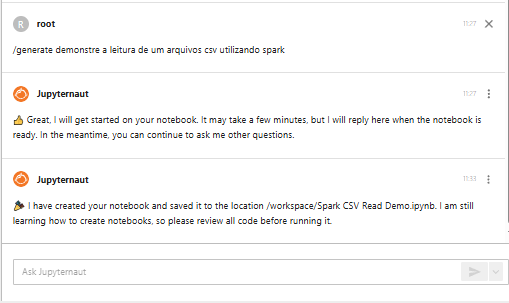 R root 11:27
/generate demonstre a leitura de um arquivos csv utilizando spark
Jupyternaut 11:27
👍 Great, I will get started on your notebook. It may take a few minutes, but I will reply here when the notebook is
ready. In the meantime, you can continue to ask me other questions.
Jupyternaut 11:33
🎉 I have created your notebook and saved it to the location /workspace/Spark CSV Read Demo.ipynb. I am still
learning how to create notebooks, so please review all code before running it.
Ask Jupyternaut